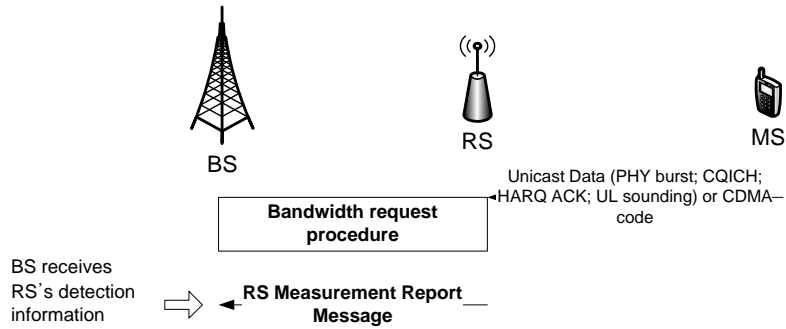 BS
RS
MS
Unicast Data (PHY burst; CQICH;
HARQ ACK; UL sounding) or CDMA
code
Bandwidth request
procedure
BS receives
RS's detection
information
RS Measurement Report
Message